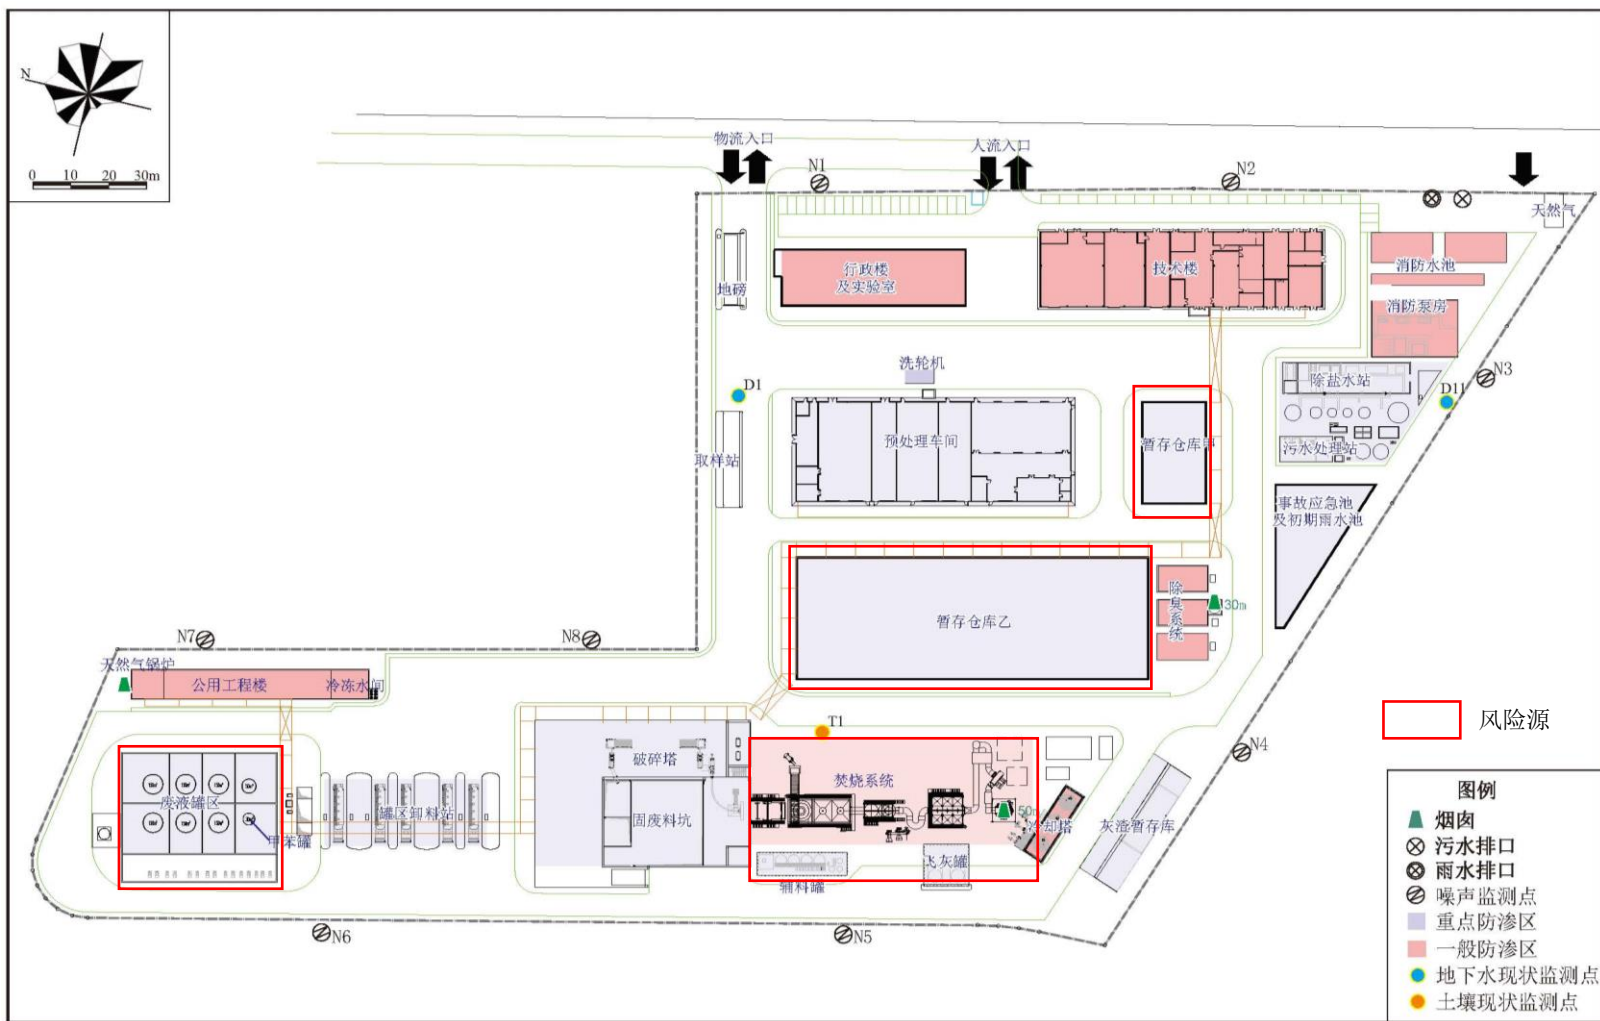 N
0 10 20 30m
物流入口
人流入口
N1
N2
天然气
行政楼
及实验室
技术楼
消防水池
消防泵房
地磅
洗轮机
N3
D1
D11
除盐水站
预处理车间
暂存仓库甲
取样站
污水处理站
事故应急池
及初期雨水池
除臭系统
30m
暂存仓库乙
N7
N8
天然气锅炉
公用工程楼
冷冻水间
T1
N4
风险源
破碎塔
焚烧系统
废液罐区
罐区卸料站
固废料坑
50m
冷却塔
灰渣暂存库
甲苯罐
飞灰罐
辅料罐
N6
N5
图例
烟囱
污水排口
雨水排口
噪声监测点
重点防渗区
一般防渗区
地下水现状监测点
土壤现状监测点